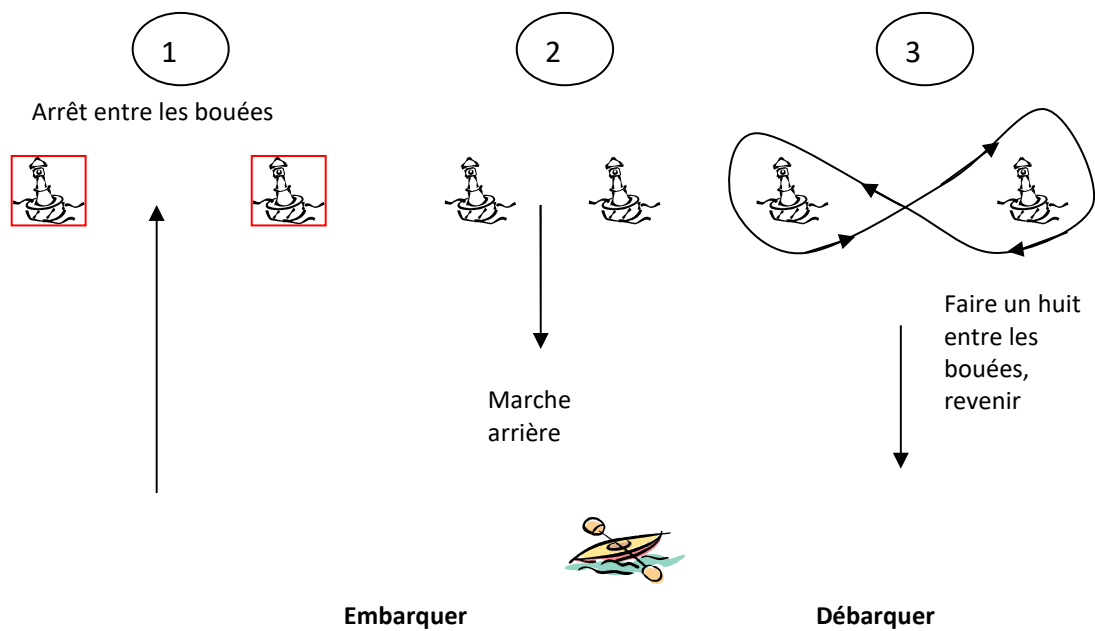 1
2
3
Arrêt entre les bouées
Faire un huit
entre les
bouées,
revenir
Marche
arrière
Embarquer
Débarquer